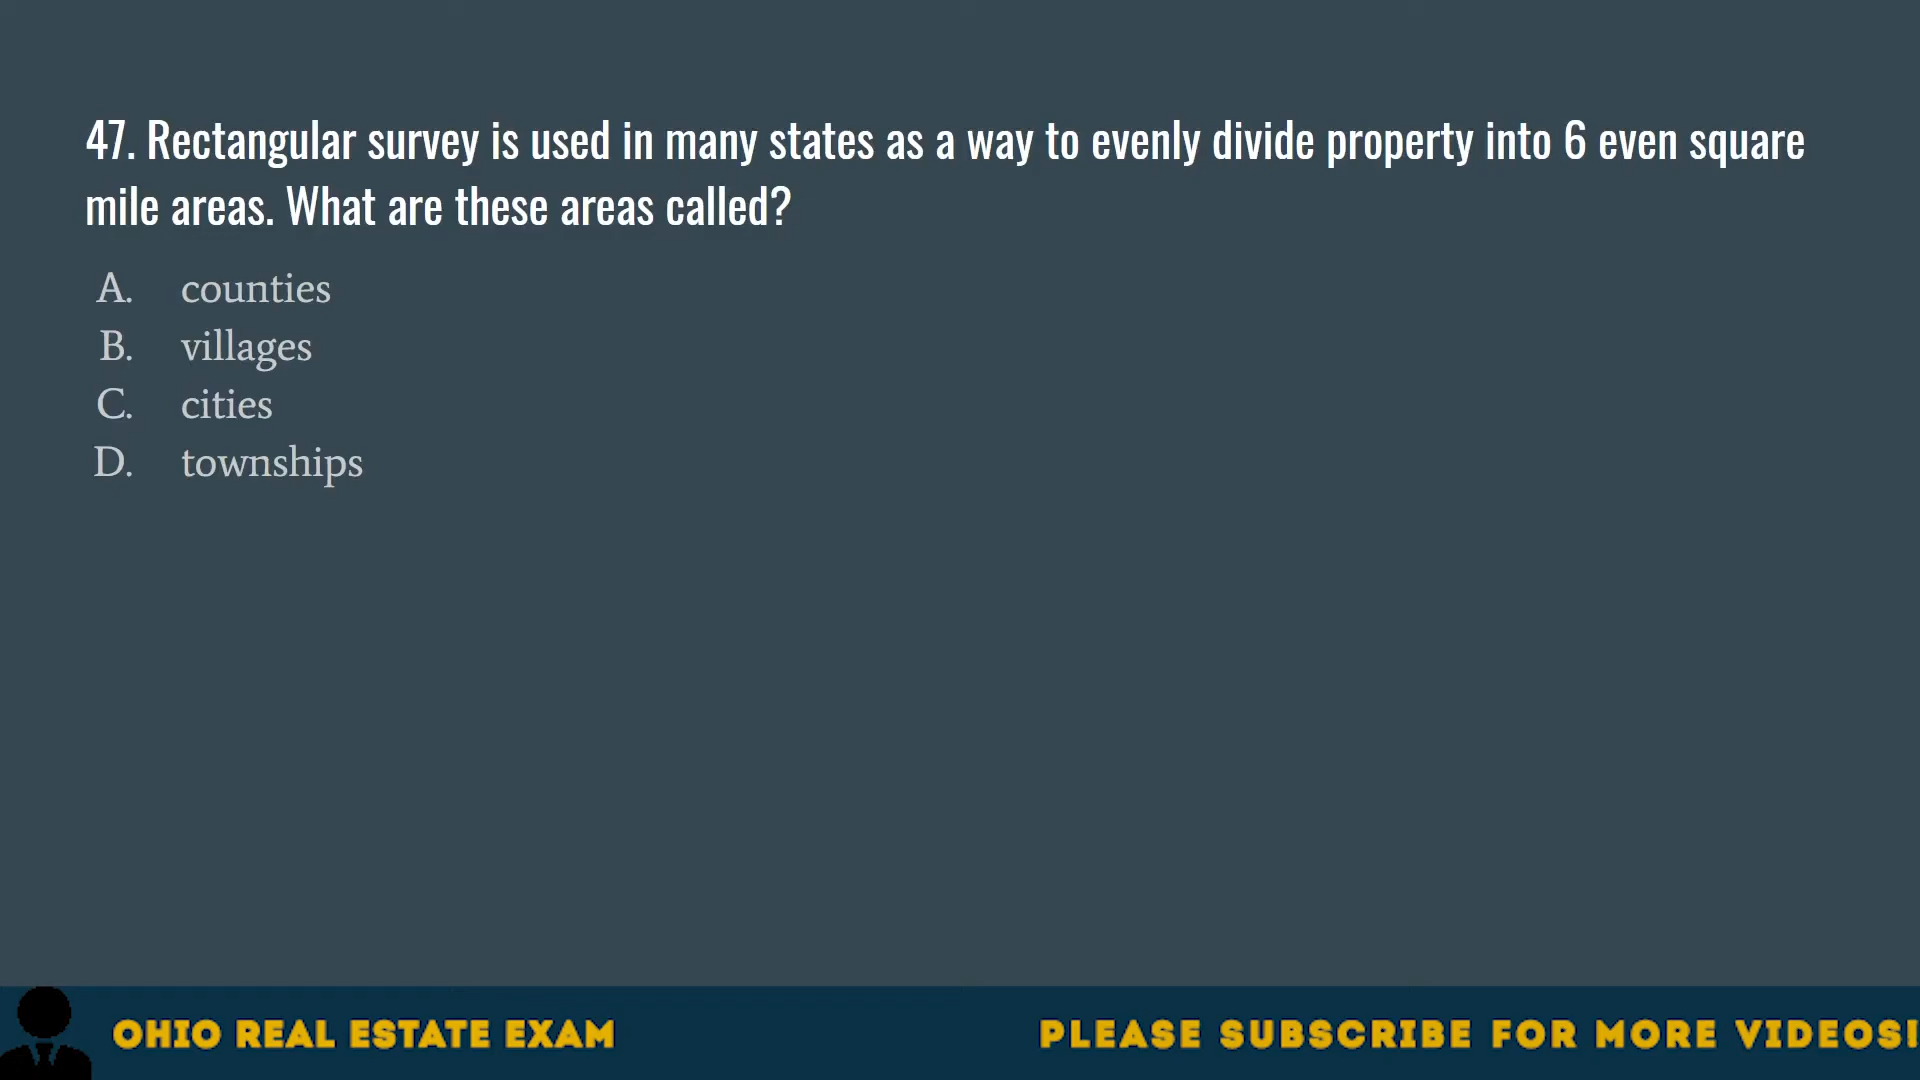 47. Rectangular survey is used in many states as a way to evenly divide property into 6 even square
mile areas. What are these areas called?
A. counties
B. villages
C. cities
D. townships
OHIO REAL ESTATE EXAM
PLEASE SUBSCRIBE FOR MORE VIDEOS!